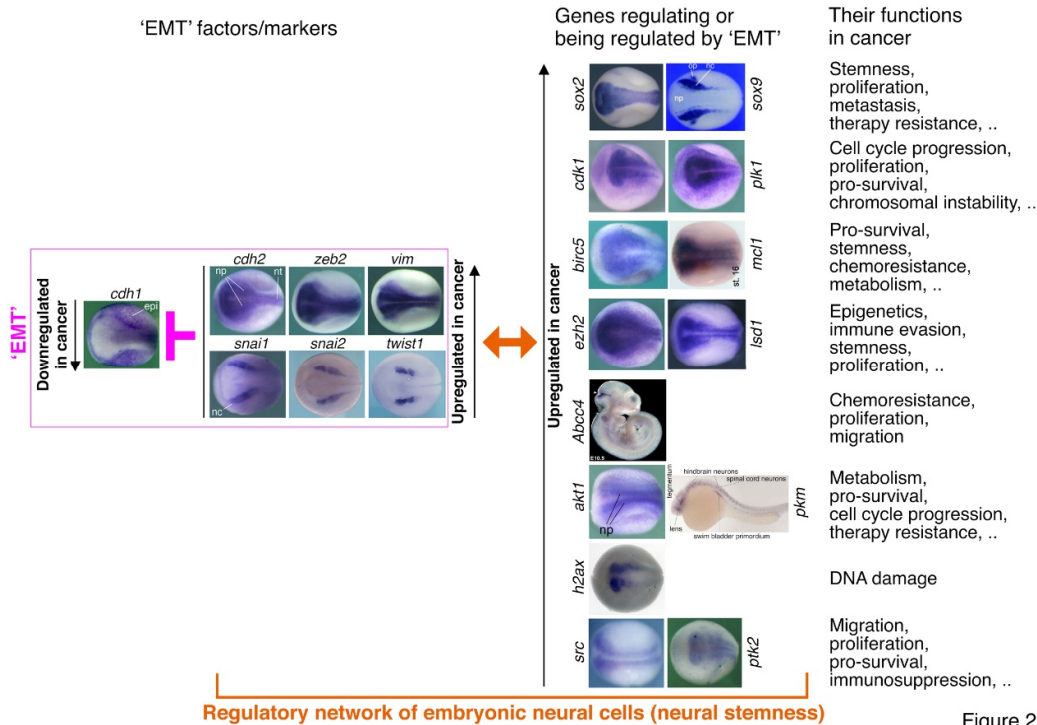 'EMT' factors/markers
Genes regulating or
being regulated by 'EMT'
Their functions
in cancer
'EMT'
Downregulated
in cancer
cdh1
epi
cdh2
zeb2
vim
np
nt
snai1
snai2
twist1
nc
Upregulated in cancer
Upregulated in cancer
sox2
op
nc
np
sox9
Stemness,
proliferation,
metastasis,
therapy resistance, ..
cdk1
plk1
Cell cycle progression,
proliferation,
pro-survival,
chromosomal instability, ..
birc5
st. 16
mcl1
Pro-survival,
stemness,
chemoresistance,
metabolism, ..
ezh2
lsd1
Epigenetics,
immune evasion,
stemness,
proliferation, ..
Abcc4
E10.5
Chemoresistance,
proliferation,
migration
akt1
np
tegmentum
hindbrain neurons
spinal cord neurons
lens
swim bladder primordium
pkm
Metabolism,
pro-survival,
cell cycle progression,
therapy resistance, ..
h2ax
DNA damage
src
ptk2
Migration,
proliferation,
pro-survival,
immunosuppression, ..
Regulatory network of embryonic neural cells (neural stemness)
Figure 2